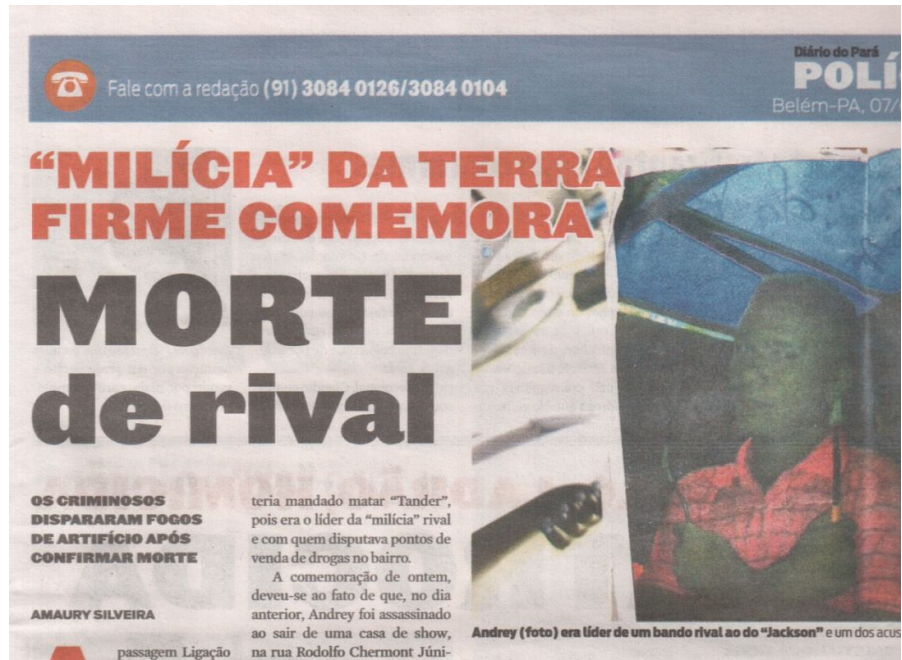 Fale com a redação (91) 3084 0126/3084 0104
Diário do Pará
POLÍC
Belém-PA, 07/
“MILÍCIA” DA TERRA
FIRME COMEMORA
MORTE
de rival
OS CRIMINOSOS
DISPARARAM FOGOS
DE ARTIFÍCIO APÓS
CONFIRMAR MORTE
AMAURY SILVEIRA
A passagem Ligação
teria mandado matar “Tander”,
pois era o líder da “milícia” rival
e com quem disputava pontos de
venda de drogas no bairro.
A comemoração de ontem,
deveu-se ao fato de que, no dia
anterior, Andrey foi assassinado
ao sair de uma casa de show,
na rua Rodolfo Chermont Júni-
Andrey (foto) era líder de um bando rival ao do “Jackson” e um dos acus